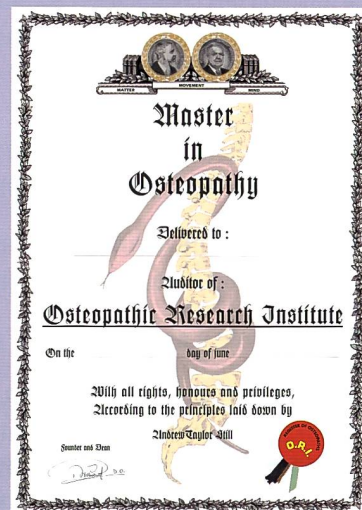 MATTER MOVEMENT MIND
Master
in
Osteopathy
Delivered to :
Auditor of :
Osteopathic Research Institute
On the day of june
With all rights, honours and privileges,
According to the principles laid down by
Andrew Taylor Still
Founter and Dean
D.O.
O.R.I.